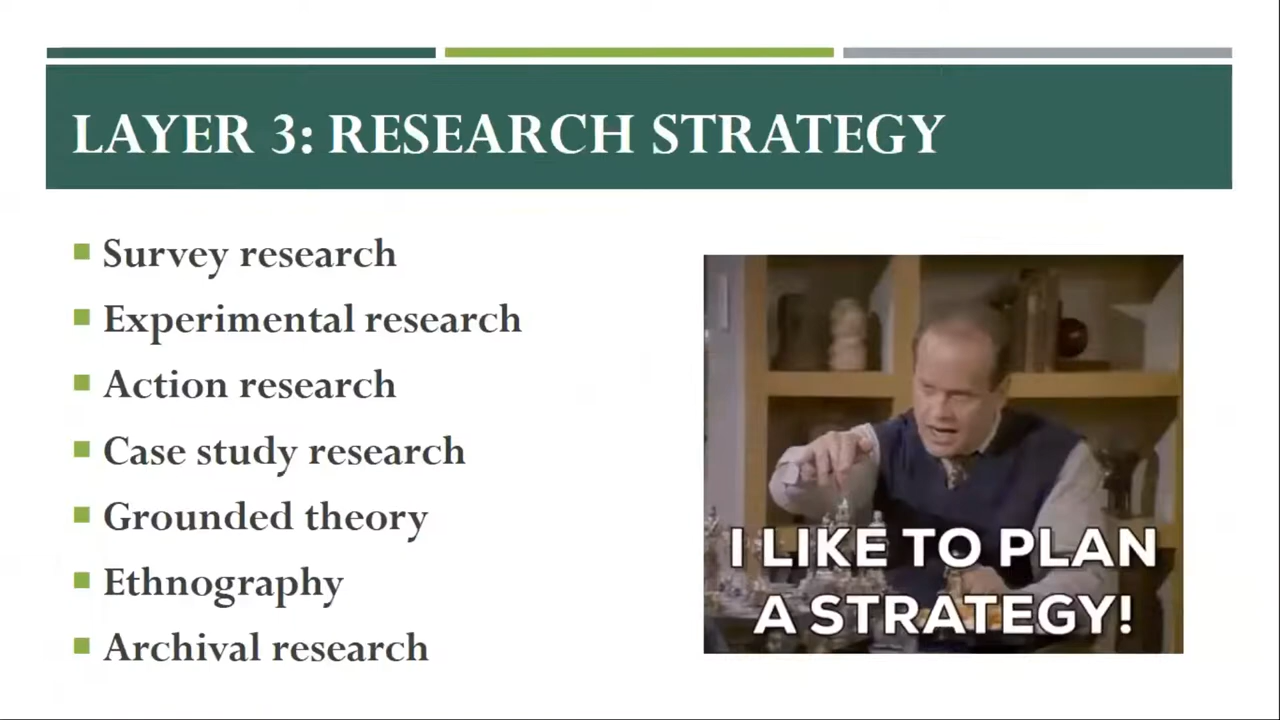 LAYER 3: RESEARCH STRATEGY
Survey research
Experimental research
Action research
Case study research
Grounded theory
Ethnography
Archival research
I LIKE TO PLAN
A STRATEGY!